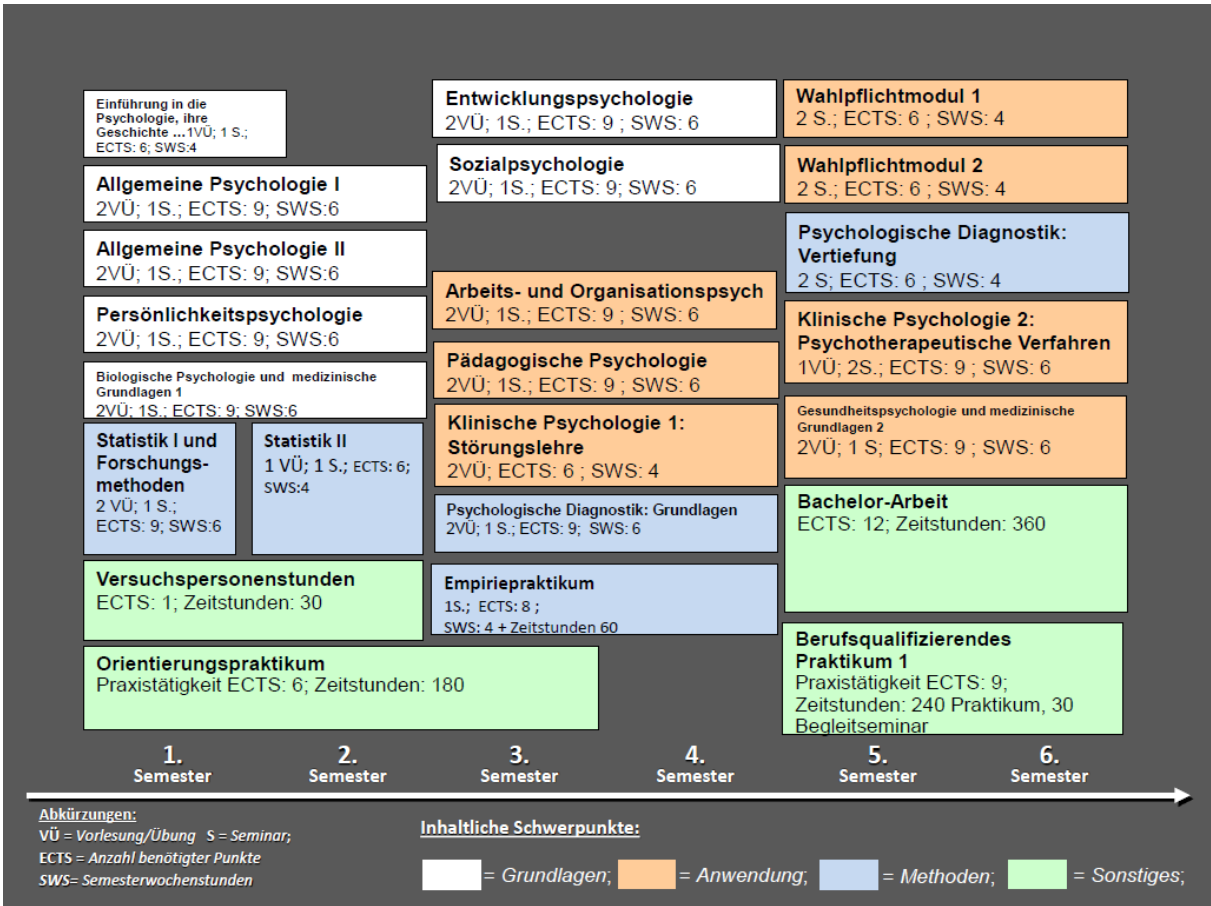 Einführung in die
Psychologie, ihre
Geschichte ...1VÜ; 1 S.;
ECTS: 6; SWS:4
Allgemeine Psychologie I
2VÜ; 1S.; ECTS: 9; SWS:6
Allgemeine Psychologie II
2VÜ; 1S.; ECTS: 9; SWS:6
Persönlichkeitspsychologie
2VÜ; 1S.; ECTS: 9; SWS:6
Biologische Psychologie und medizinische
Grundlagen 1
2VÜ; 1S.; ECTS: 9; SWS:6
Statistik I und
Forschungs-
methoden
2 VÜ; 1 S.;
ECTS: 9; SWS:6
Statistik II
1 VÜ; 1 S.; ECTS: 6;
SWS:4
Versuchspersonenstunden
ECTS: 1; Zeitstunden: 30
Orientierungspraktikum
Praxistätigkeit ECTS: 6; Zeitstunden: 180
Entwicklungspsychologie
2VÜ; 1S.; ECTS: 9 ; SWS: 6
Sozialpsychologie
2VÜ; 1S.; ECTS: 9; SWS: 6
Arbeits- und Organisationspsych
2VÜ; 1S.; ECTS: 9 ; SWS: 6
Pädagogische Psychologie
2VÜ; 1S.; ECTS: 9 ; SWS: 6
Klinische Psychologie 1:
Störungslehre
2VÜ; ECTS: 6 ; SWS: 4
Psychologische Diagnostik: Grundlagen
2VÜ; 1 S.; ECTS: 9; SWS: 6
Empiriepraktikum
1S.; ECTS: 8 ;
SWS: 4 + Zeitstunden 60
Wahlpflichtmodul 1
2 S.; ECTS: 6 ; SWS: 4
Wahlpflichtmodul 2
2 S.; ECTS: 6 ; SWS: 4
Psychologische Diagnostik:
Vertiefung
2 S; ECTS: 6 ; SWS: 4
Klinische Psychologie 2:
Psychotherapeutische Verfahren
1VÜ; 2S.; ECTS: 9 ; SWS: 6
Gesundheitspsychologie und medizinische
Grundlagen 2
2VÜ; 1 S; ECTS: 9 ; SWS: 6
Bachelor-Arbeit
ECTS: 12; Zeitstunden: 360
Berufsqualifizierendes
Praktikum 1
Praxistätigkeit ECTS: 9;
Zeitstunden: 240 Praktikum, 30
Begleitseminar
1. 2. 3. 4. 5. 6.
Semester Semester Semester Semester Semester Semester
Abkürzungen:
VÜ = Vorlesung/Übung S = Seminar;
ECTS = Anzahl benötigter Punkte
SWS= Semesterwochenstunden
Inhaltliche Schwerpunkte:
= Grundlagen; = Anwendung; = Methoden; = Sonstiges;